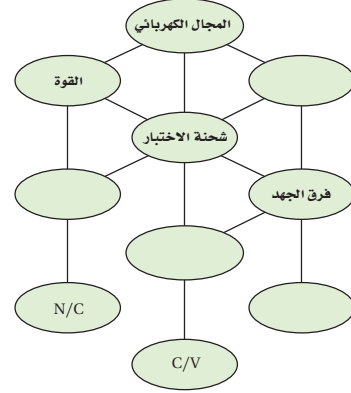 المجال الكهربائي
القوة
شحنة الاختبار
فرق الجهد
N/C
C/V